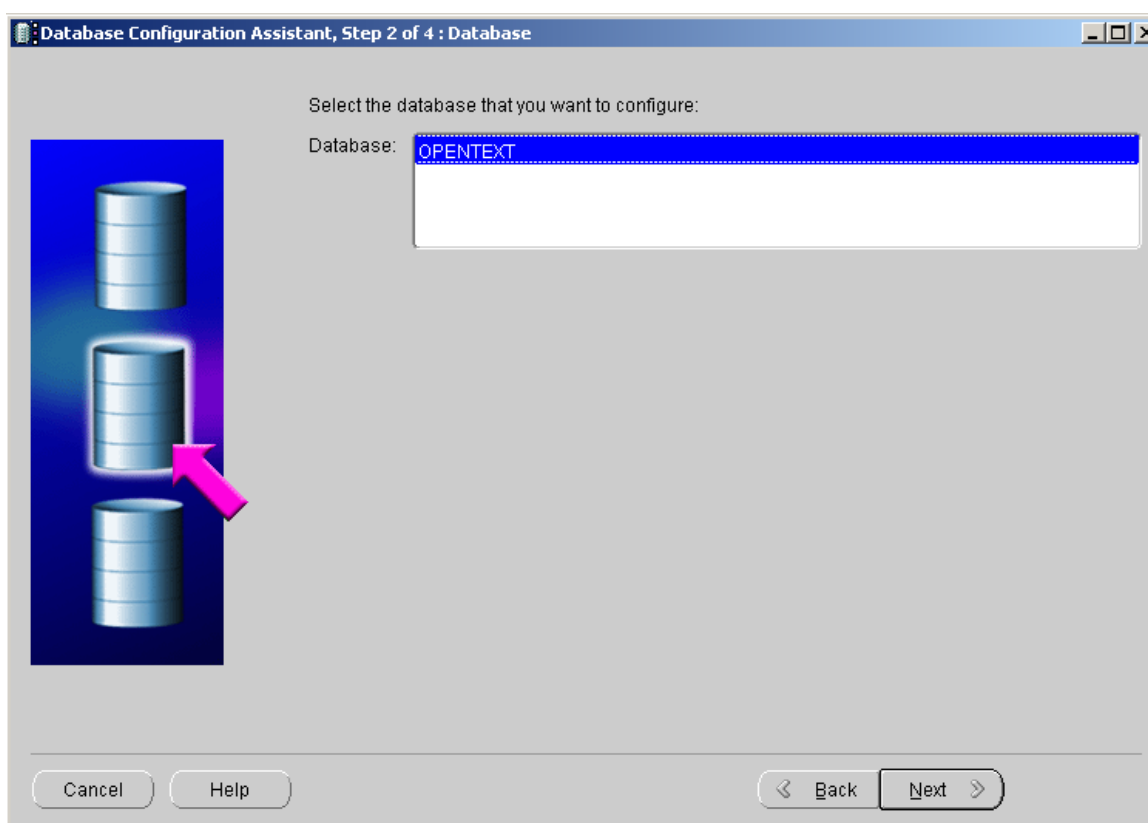 Database Configuration Assistant, Step 2 of 4 : Database
Select the database that you want to configure:
Database:
OPENTEXT
Cancel
Help
Back
Next